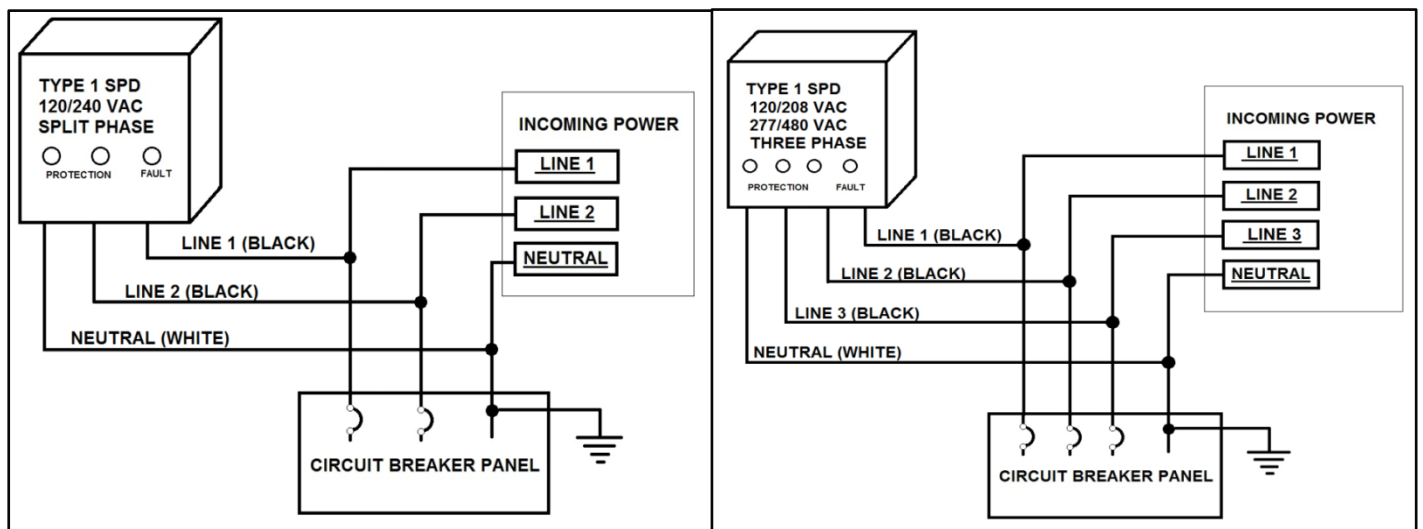 TYPE 1 SPD
120/240 VAC
SPLIT PHASE
PROTECTION FAULT
INCOMING POWER
LINE 1
LINE 2
NEUTRAL
LINE 1 (BLACK)
LINE 2 (BLACK)
NEUTRAL (WHITE)
CIRCUIT BREAKER PANEL
TYPE 1 SPD
120/208 VAC
277/480 VAC
THREE PHASE
PROTECTION FAULT
INCOMING POWER
LINE 1
LINE 2
LINE 3
NEUTRAL
LINE 1 (BLACK)
LINE 2 (BLACK)
LINE 3 (BLACK)
NEUTRAL (WHITE)
CIRCUIT BREAKER PANEL